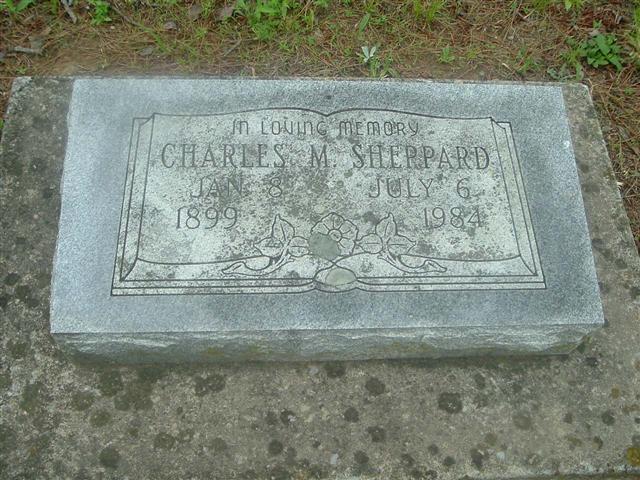 IN LOVING MEMORY
CHARLES M. SHEPPARD
JAN 8 JULY 6
1899 1984